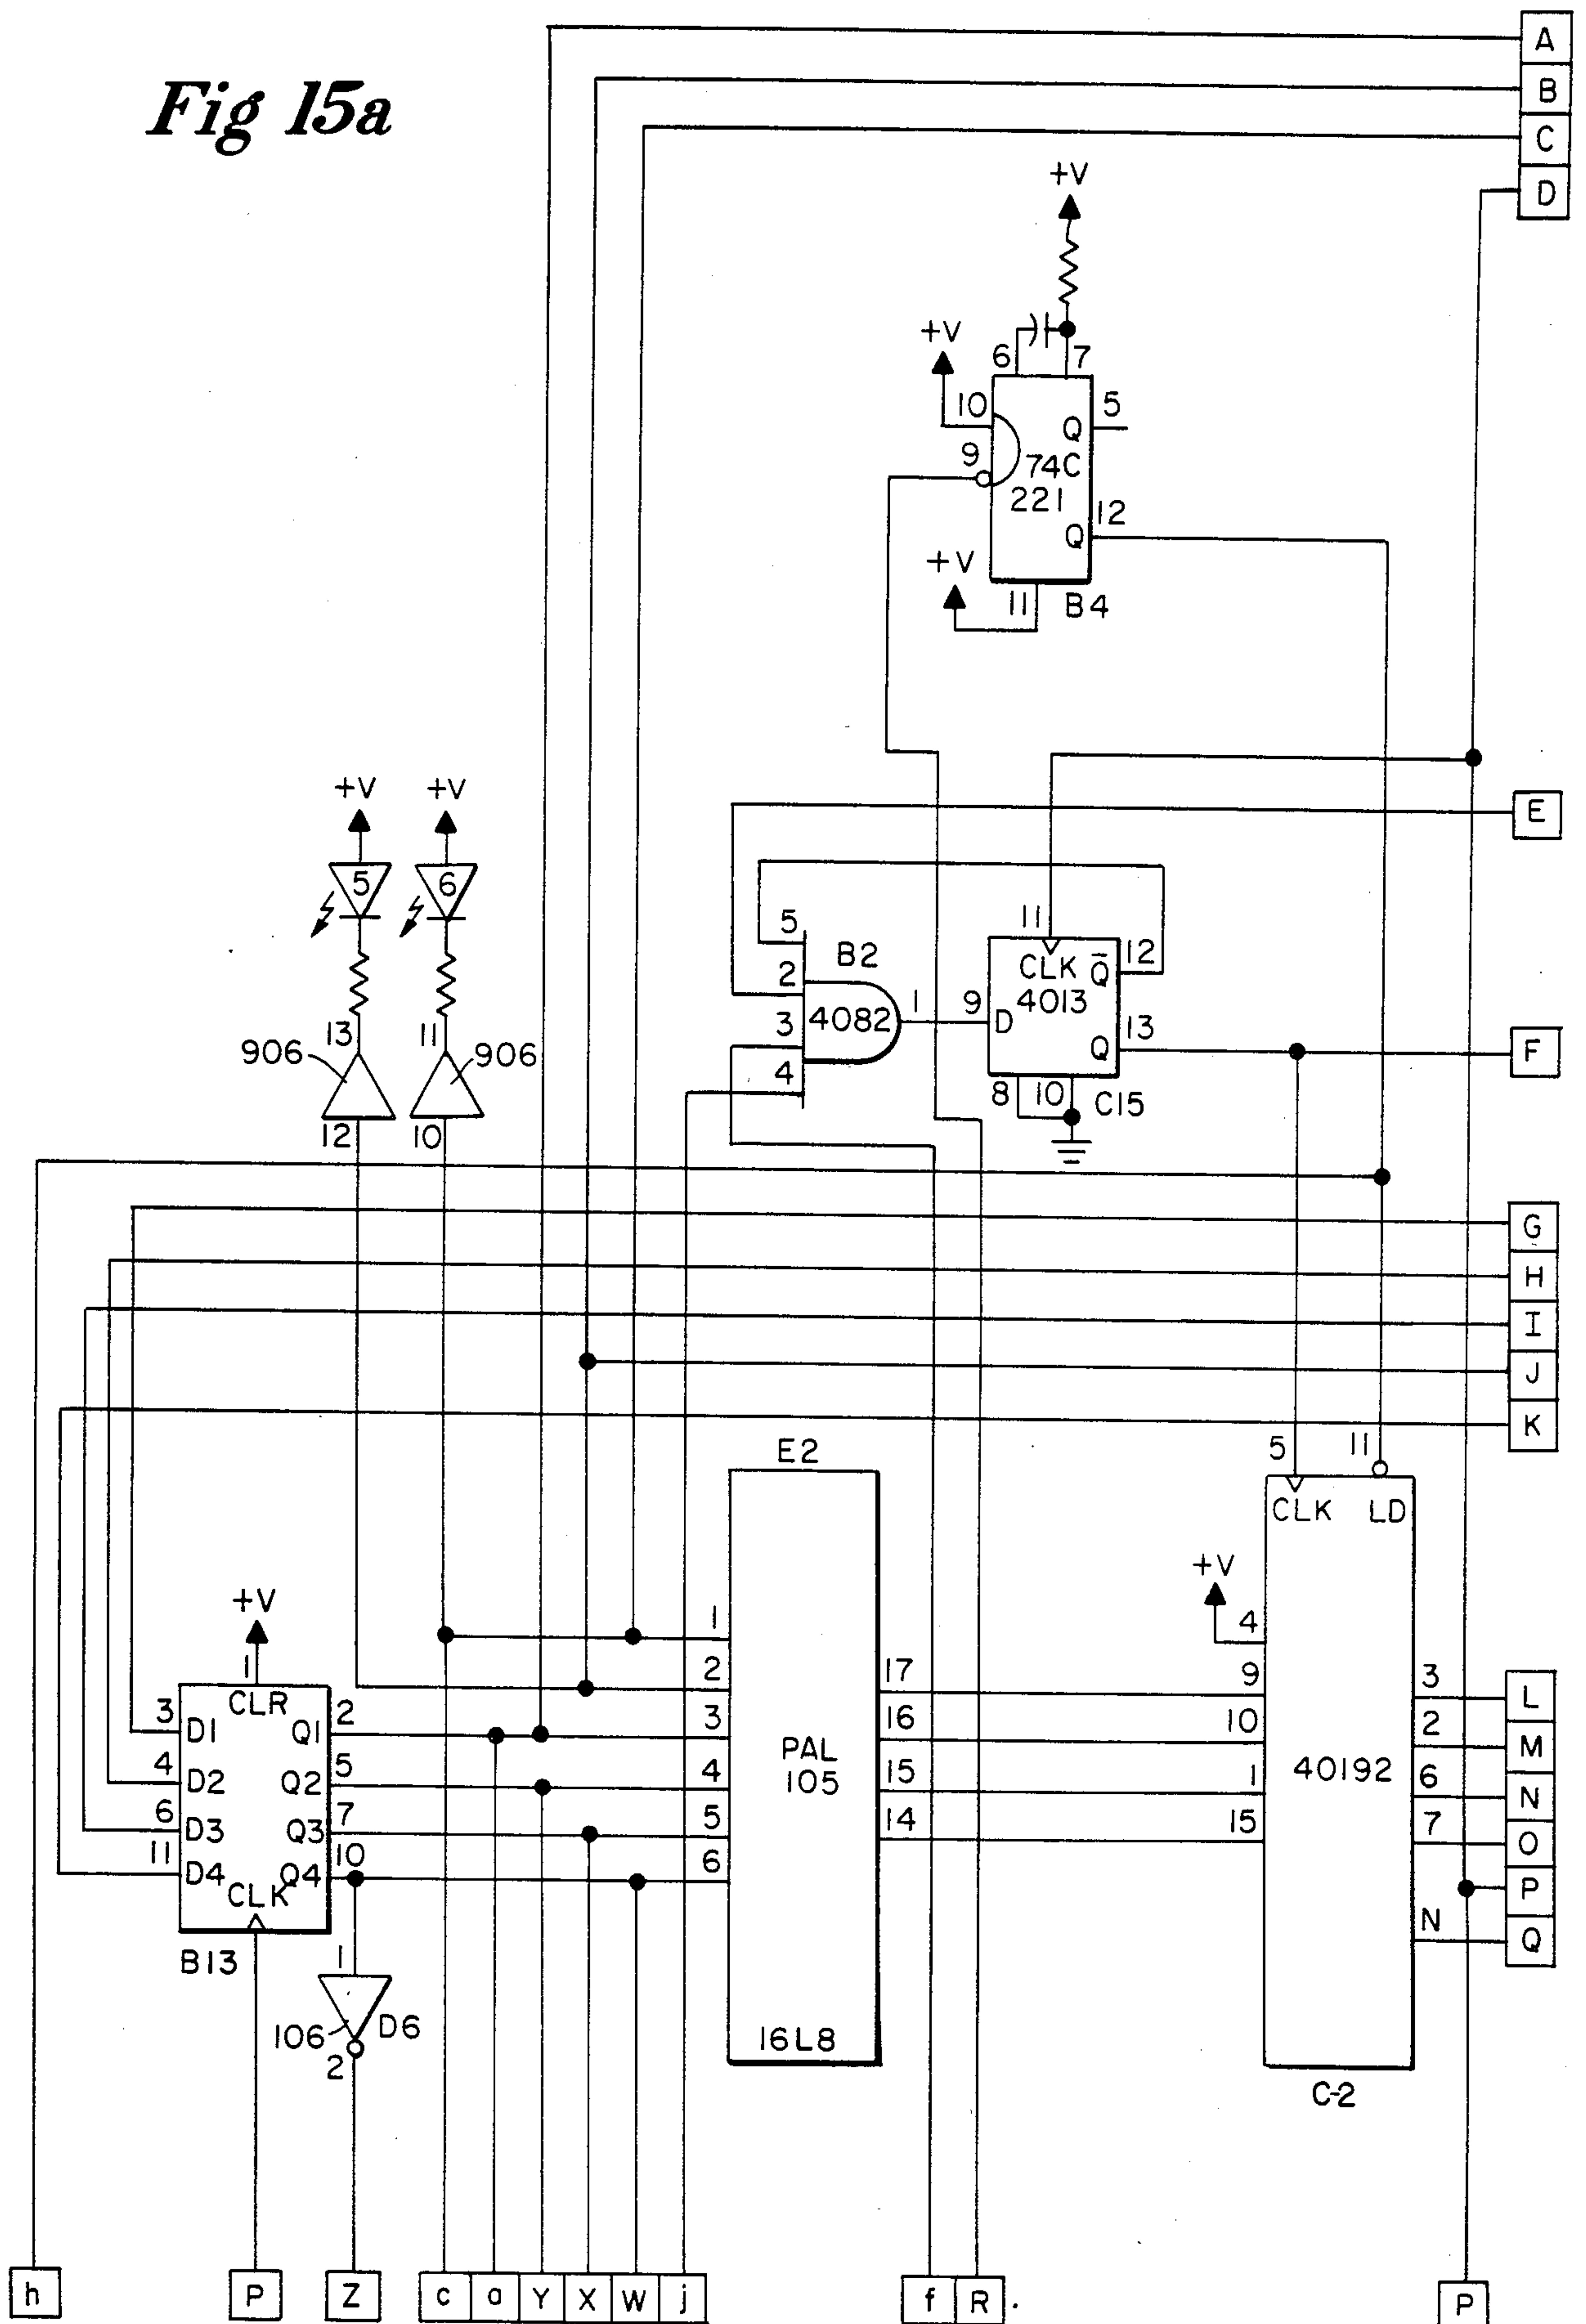 Fig 15a
A
B
C
D
+V
+V
6
7
10
Q
5
9
74C
221
Q
12
+V
11
B4
+V
+V
E
5
6
5
B2
11
12
2
CLK
Q̄
4082
1
9
D
4013
13
3
Q
F
13
11
906
906
4
8
10
C15
12
10
G
H
I
J
K
E2
5
11
CLK
LD
+V
+V
1
4
1
CLR
2
17
9
3
L
3
D1
Q1
2
3
16
10
2
M
PAL
105
40192
4
D2
Q2
5
4
15
1
6
N
6
D3
Q3
7
5
14
15
7
O
11
D4
Q4
10
6
P
CLK
N
Q
B13
1
106
D6
2
16L8
C-2
h
P
Z
c
a
Y
X
W
j
f
R
P